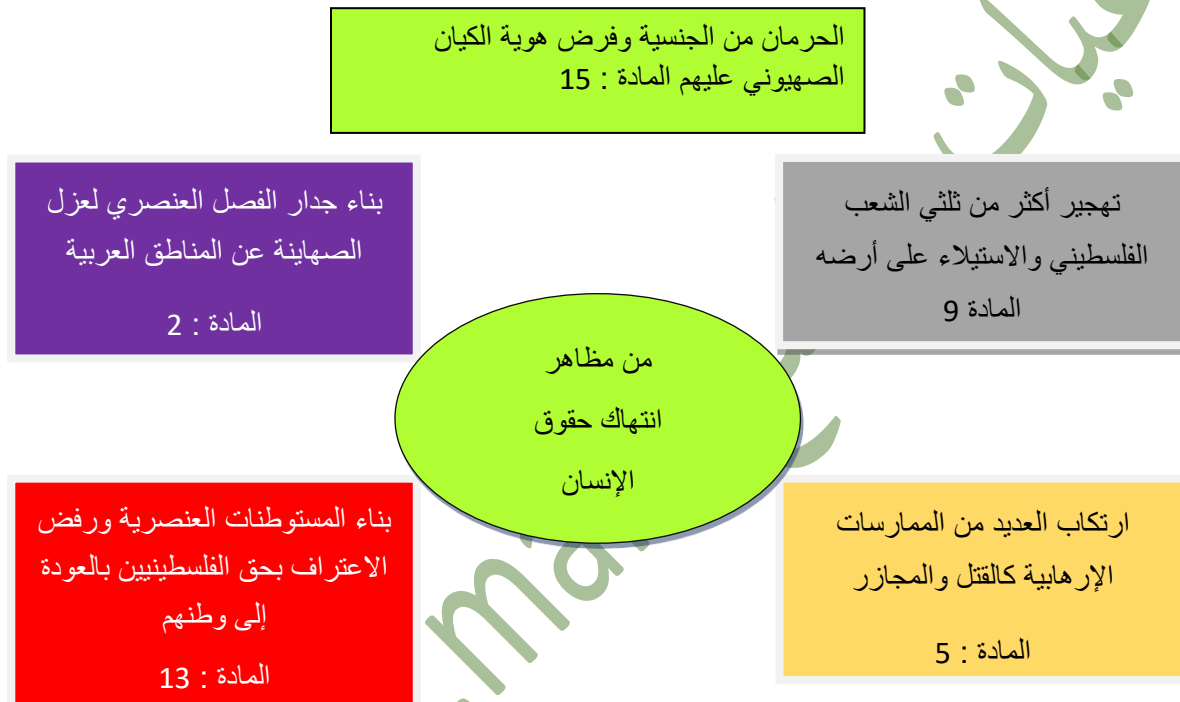 الحرمان من الجنسية وفرض هوية الكيان
الصهيوني عليهم المادة : 15
تهجير أكثر من ثلثي الشعب
الفلسطيني والاستيلاء على أرضه
المادة 9
بناء جدار الفصل العنصري لعزل
الصهاينة عن المناطق العربية
المادة : 2
من مظاهر
انتهاك حقوق
الإنسان
ارتكاب العديد من الممارسات
الإرهابية كالقتل والمجازر
المادة : 5
بناء المستوطنات العنصرية ورفض
الاعتراف بحق الفلسطينيين بالعودة
إلى وطنهم
المادة : 13